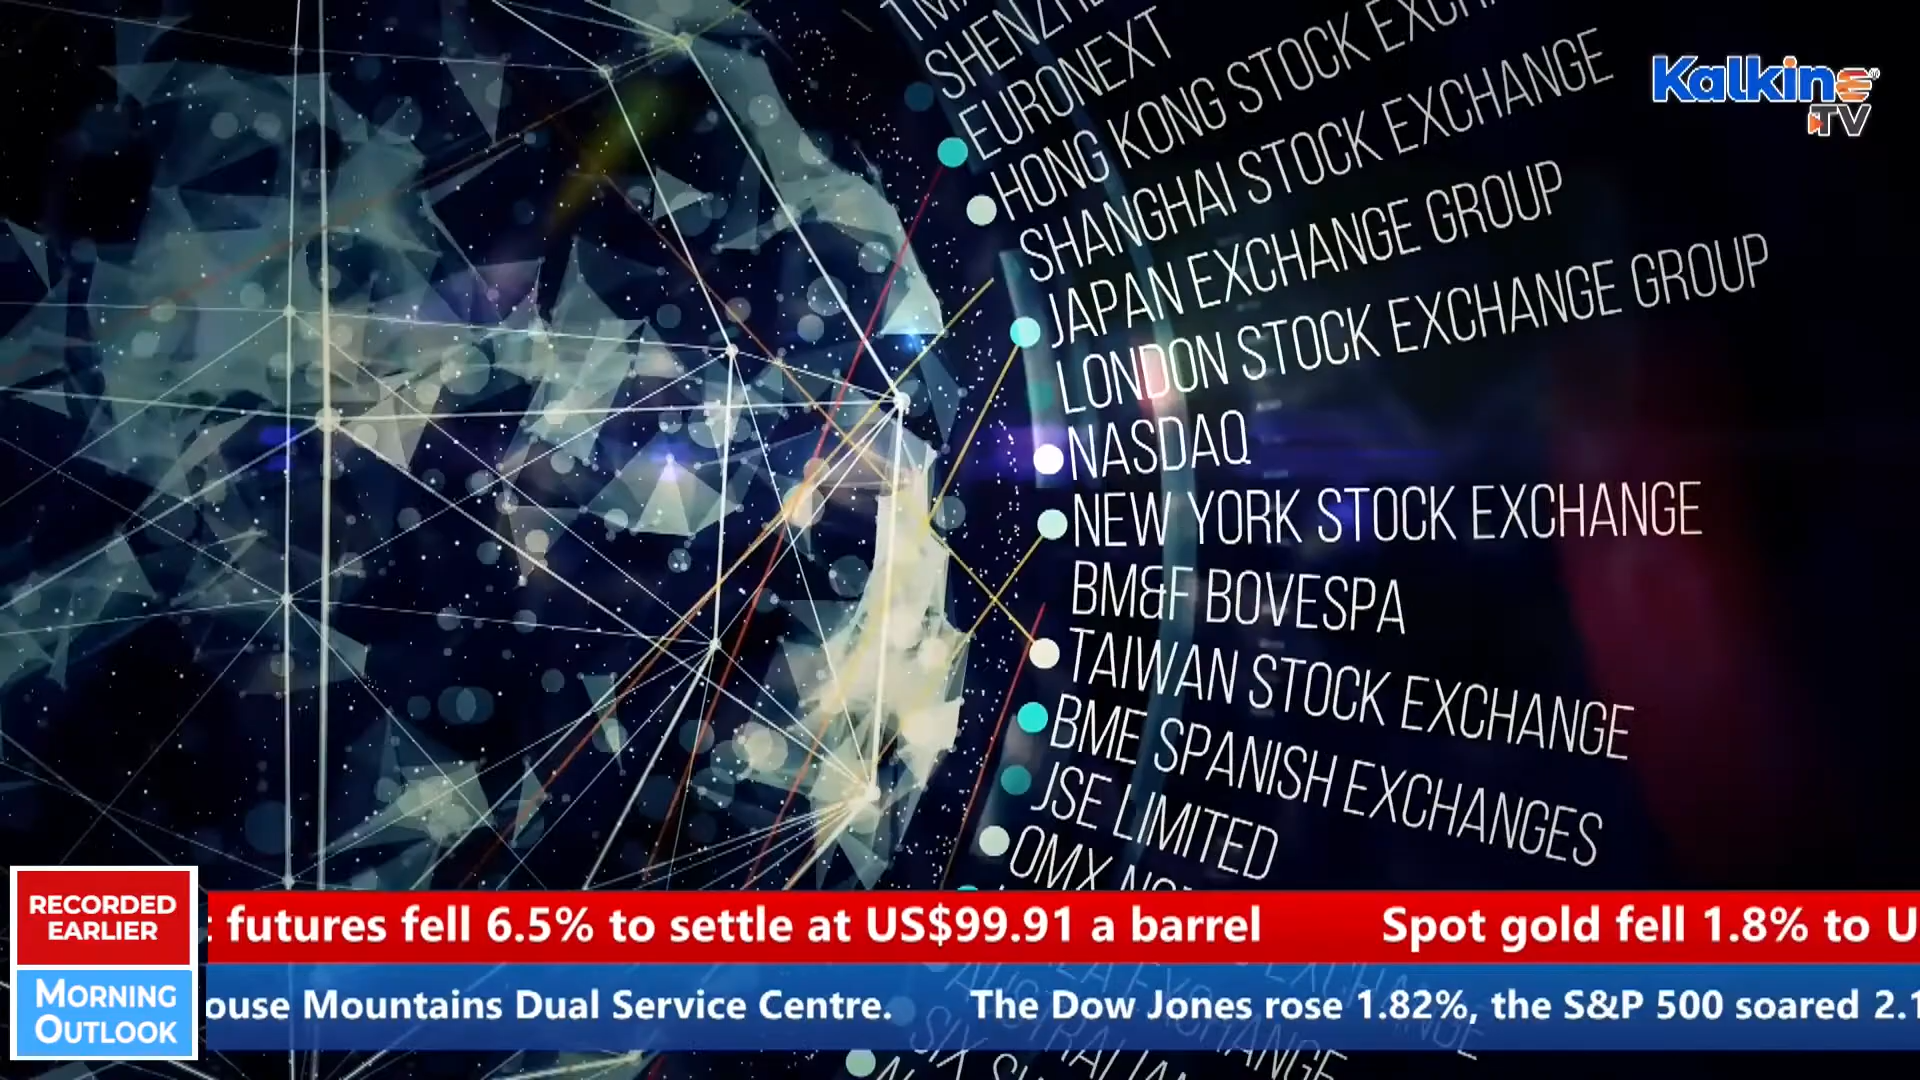 EURONEXT
HONG KONG STOCK
SHANGHAI STOCK EXCHANGE
JAPAN EXCHANGE GROUP
LONDON STOCK EXCHANGE GROUP
NASDAQ
NEW YORK STOCK EXCHANGE
BM&F BOVESPA
TAIWAN STOCK EXCHANGE
BME SPANISH EXCHANGES
JSE LIMITED
OMX
Kalkine
TV
RECORDED
EARLIER
futures fell 6.5% to settle at US$99.91 a barrel Spot gold fell 1.8% to U
MORNING
OUTLOOK
ouse Mountains Dual Service Centre. The Dow Jones rose 1.82%, the S&P 500 soared 2.1